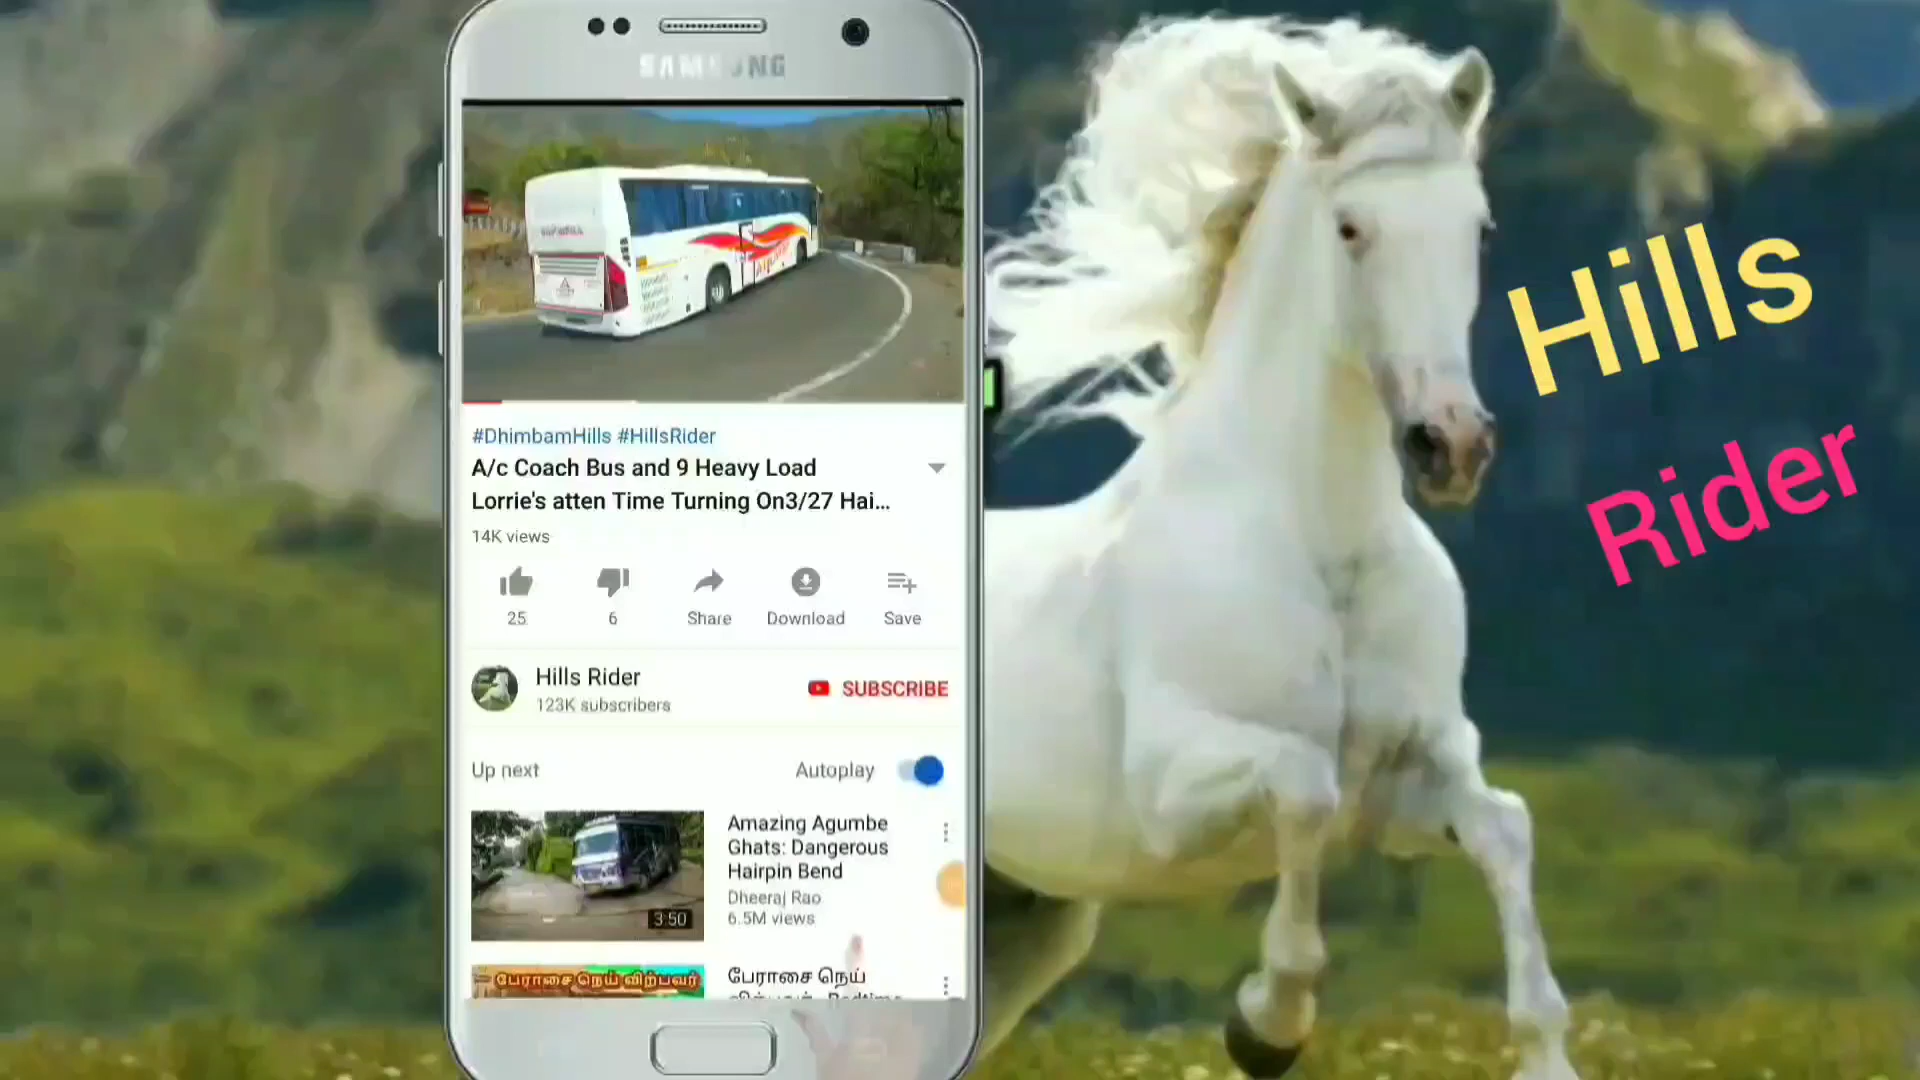 SAMSUNG
#DhimbamHills #HillsRider
A/c Coach Bus and 9 Heavy Load
Lorrie's atten Time Turning On3/27 Hai...
14K views
25
6
Share
Download
Save
Hills Rider
123K subscribers
SUBSCRIBE
Up next
Autoplay
Amazing Agumbe
Ghats: Dangerous
Hairpin Bend
Dheeraj Rao
6.5M views
3:50
பேராசை நெய் விற்பவர்
பேராசை நெய்
Hills
Rider